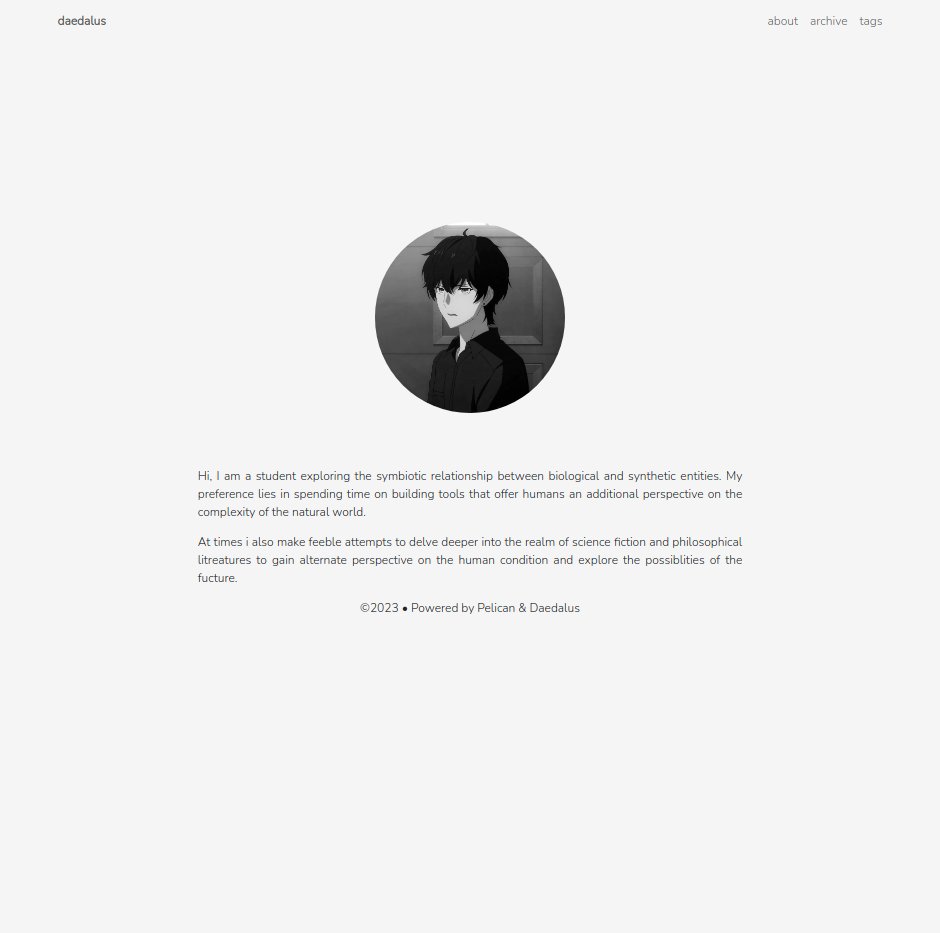 daedalus
about archive tags
Hi, I am a student exploring the symbiotic relationship between biological and synthetic entities. My
preference lies in spending time on building tools that offer humans an additional perspective on the
complexity of the natural world.
At times i also make feeble attempts to delve deeper into the realm of science fiction and philosophical
litreatures to gain alternate perspective on the human condition and explore the possiblities of the
fucture.
©2023 • Powered by Pelican & Daedalus